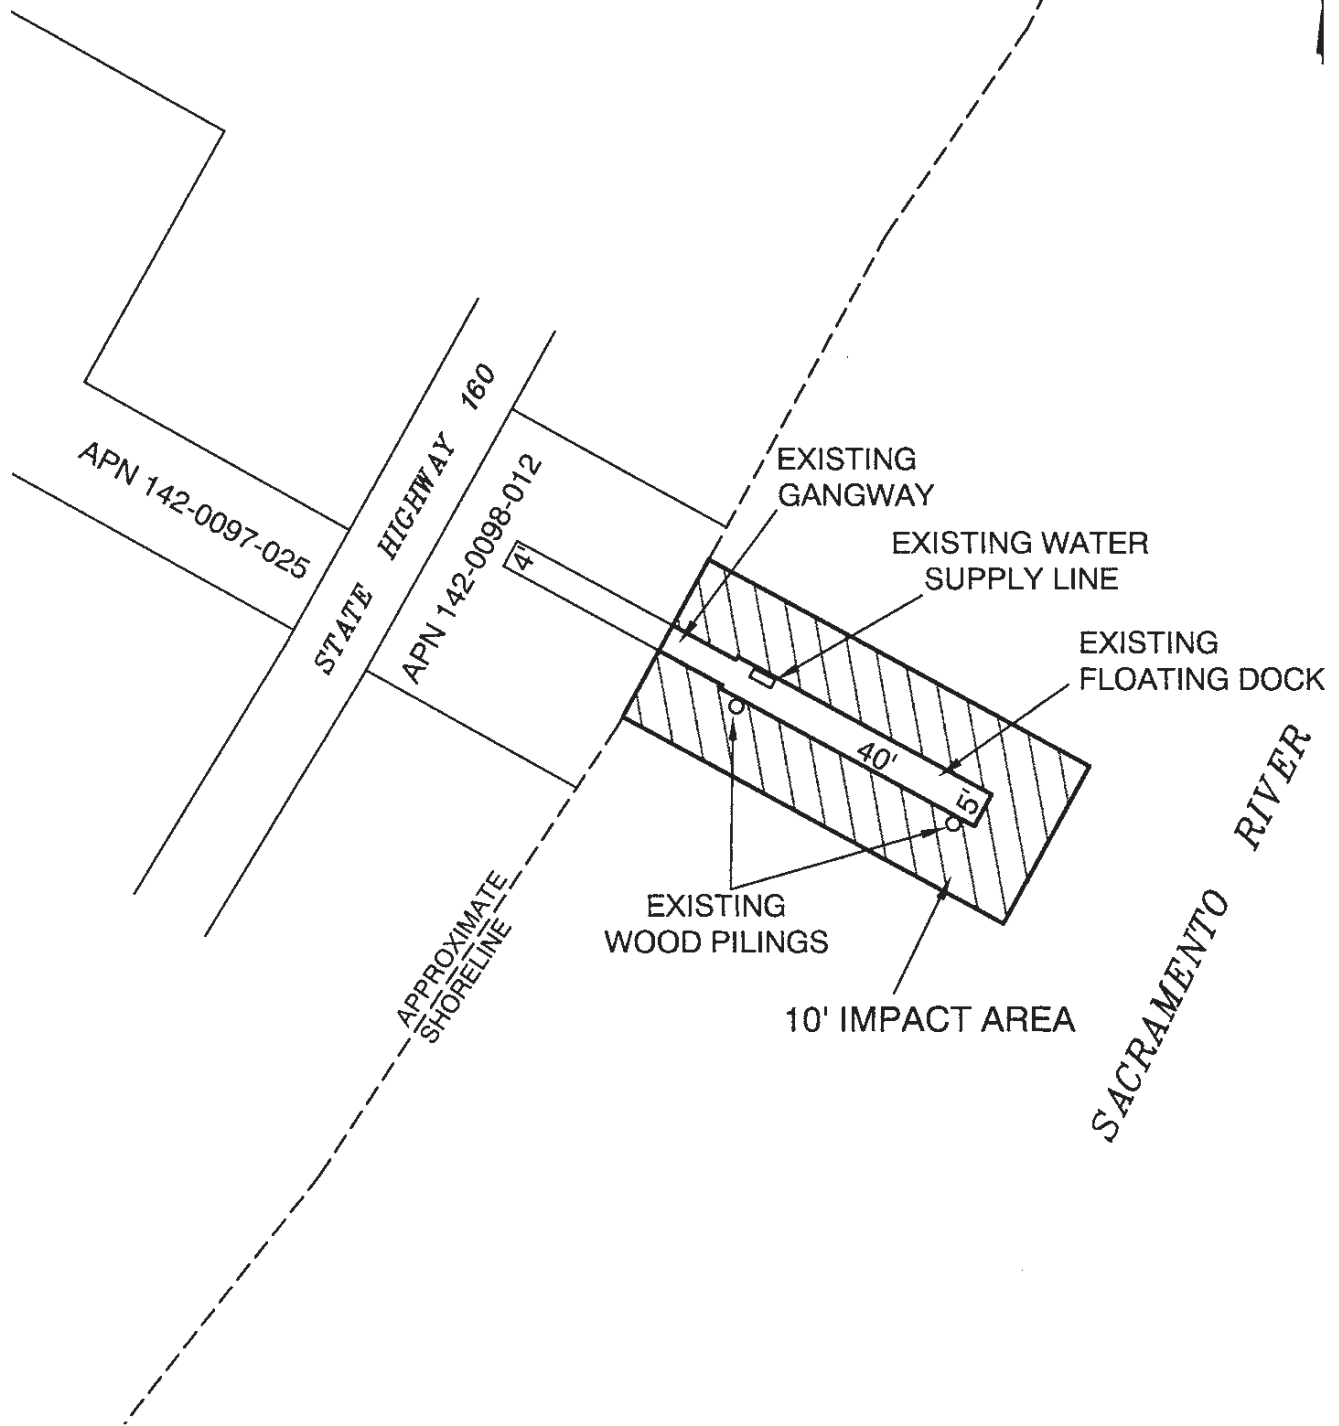 STATE HIGHWAY 160
APN 142-0097-025
APN 142-0098-012
4'
EXISTING
GANGWAY
EXISTING WATER
SUPPLY LINE
EXISTING
FLOATING DOCK
40'
5'
EXISTING
WOOD PILINGS
10' IMPACT AREA
APPROXIMATE
SHORELINE
SACRAMENTO RIVER